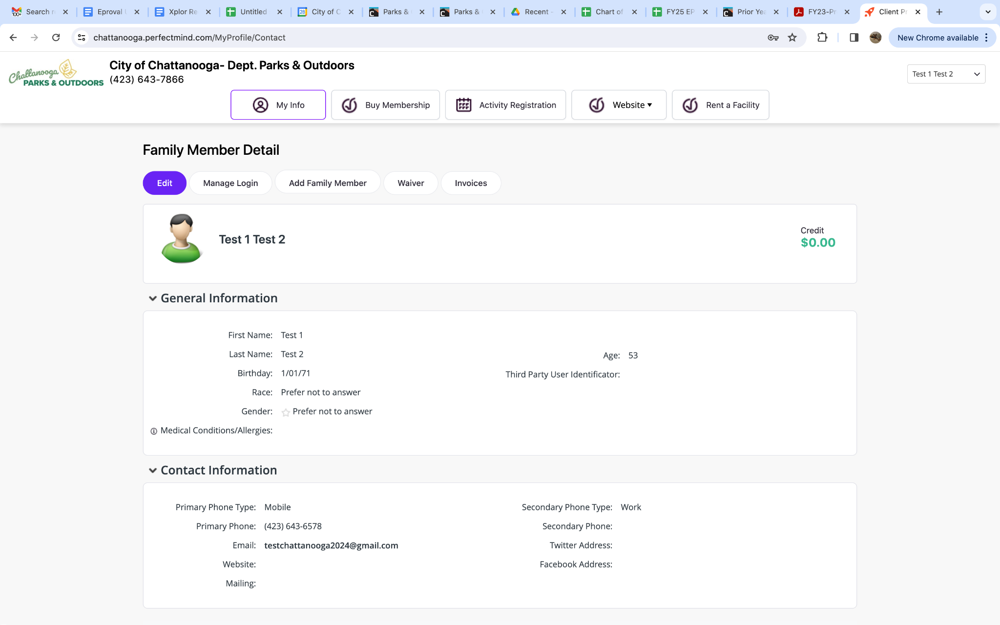 Search r
Eproval
Xplor Re
Untitled
City of C
Parks &
Parks &
Recent -
Chart of
FY25 EP
Prior Yea
FY23-Pr
Client Pr
chattanooga.perfectmind.com/MyProfile/Contact
New Chrome available
Chattanooga
PARKS & OUTDOORS
City of Chattanooga- Dept. Parks & Outdoors
(423) 643-7866
Test 1 Test 2
My Info
Buy Membership
Activity Registration
Website ▾
Rent a Facility
Family Member Detail
Edit
Manage Login
Add Family Member
Waiver
Invoices
Test 1 Test 2
Credit
$0.00
General Information
First Name: Test 1
Last Name: Test 2
Age: 53
Birthday: 1/01/71
Third Party User Identificator:
Race: Prefer not to answer
Gender: Prefer not to answer
Medical Conditions/Allergies:
Contact Information
Primary Phone Type: Mobile
Secondary Phone Type: Work
Primary Phone: (423) 643-6578
Secondary Phone:
Email: testchattanooga2024@gmail.com
Twitter Address:
Website:
Facebook Address:
Mailing: